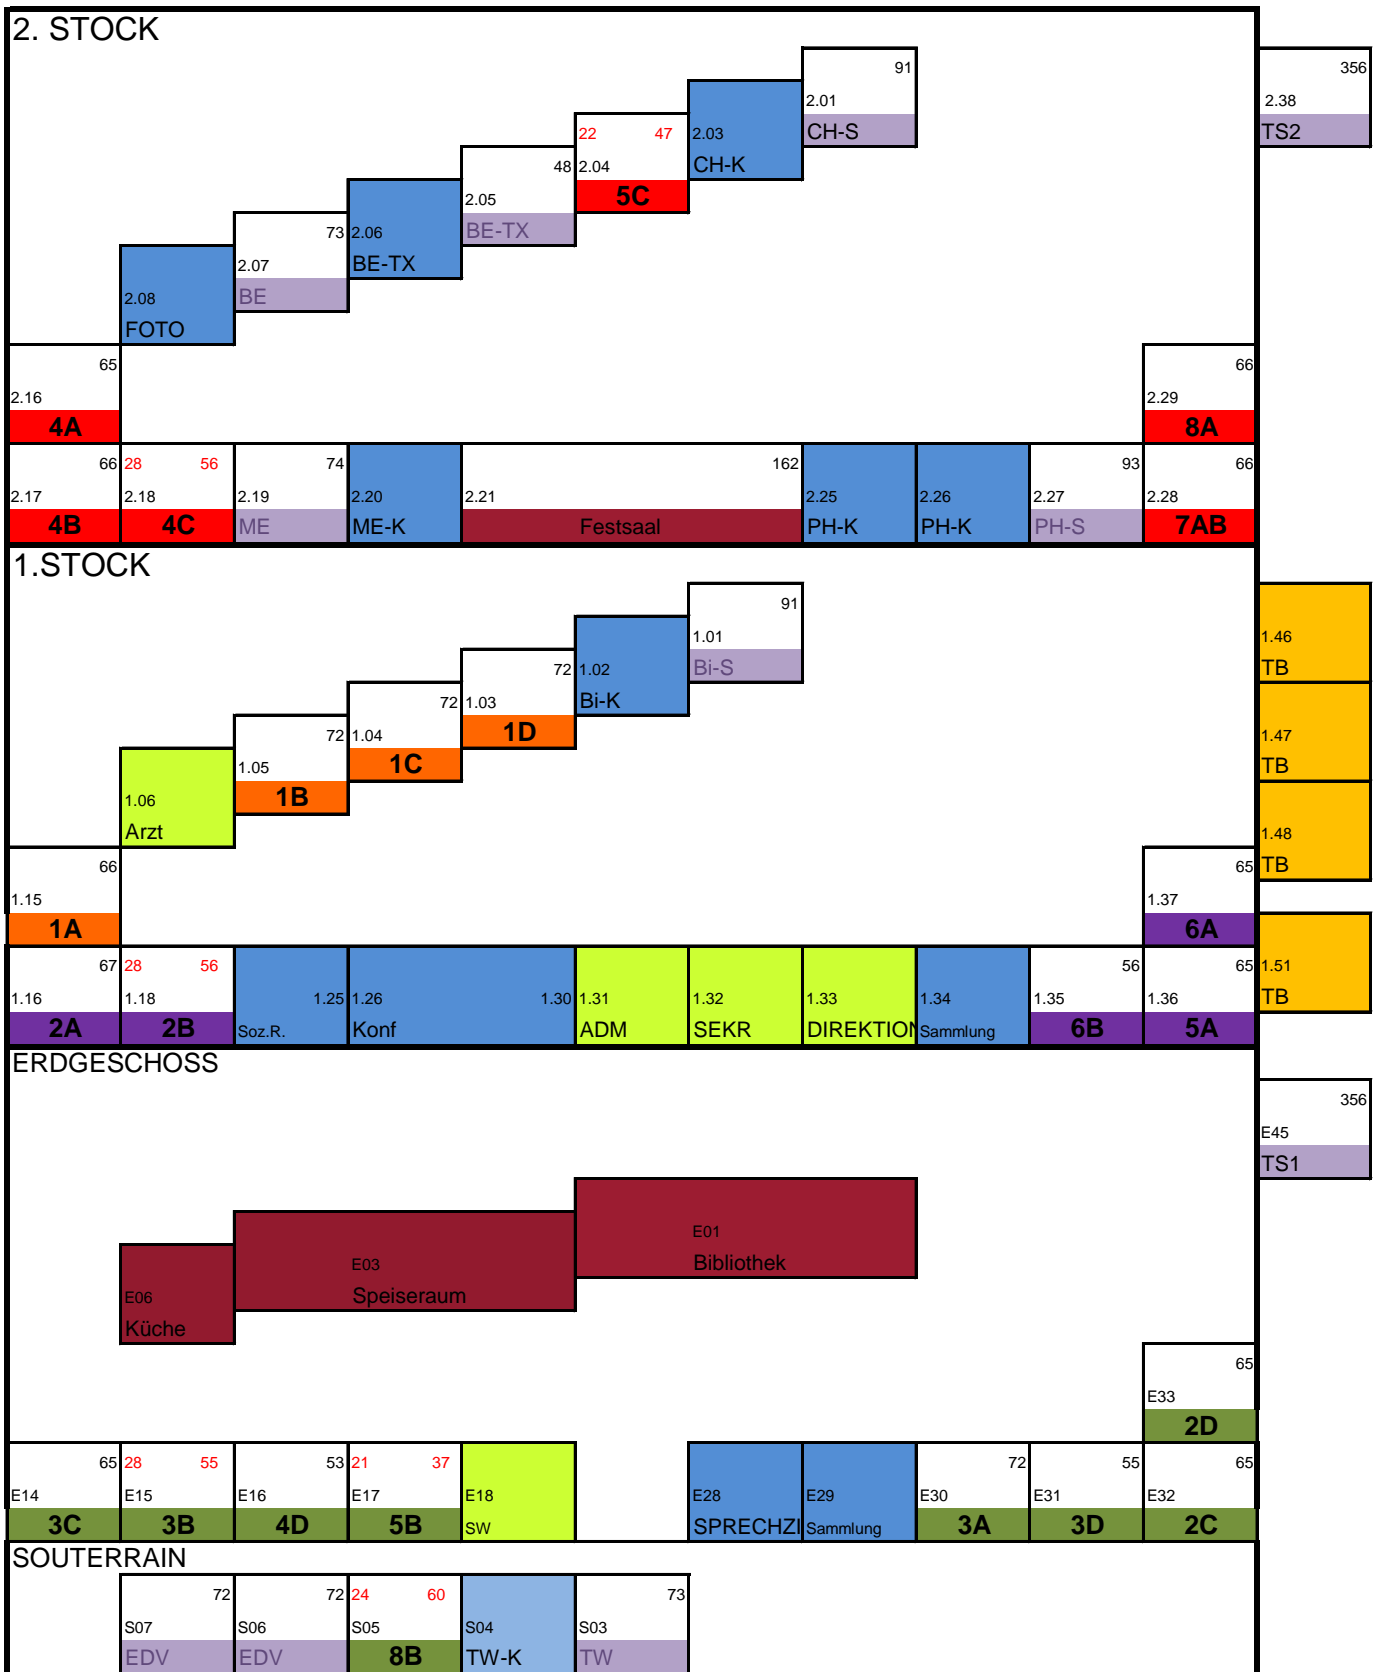 2. STOCK
91
2.01
CH-S
356
2.38
TS2
2.03
CH-K
22 47
2.04
5C
48
2.05
BE-TX
2.06
BE-TX
73
2.07
BE
2.08
FOTO
65
2.16
4A
66
2.29
8A
66 28 56 74 162 93 66
2.17 2.18 2.19 2.20 2.21 2.25 2.26 2.27 2.28
4B 4C ME ME-K Festsaal PH-K PH-K PH-S 7AB
1.STOCK
91
1.01
Bi-S
1.46
TB
1.02
Bi-K
72
1.03
1D
72
1.04
1C
1.47
TB
72
1.05
1B
1.06
Arzt
1.48
TB
66
1.15
1A
65
1.37
6A
67 28 56 56 65
1.16 1.18 1.25 1.26 1.30 1.31 1.32 1.33 1.34 1.35 1.36
2A 2B Soz.R. Konf ADM SEKR DIREKTION Sammlung 6B 5A
1.51
TB
ERDGESCHOSS
356
E45
TS1
E01
Bibliothek
E03
Speiseraum
E06
Küche
65
E33
2D
65 28 55 53 21 37 72 55 65
E14 E15 E16 E17 E18 E28 E29 E30 E31 E32
3C 3B 4D 5B SW SPRECHZI Sammlung 3A 3D 2C
SOUTERRAIN
72 72 24 60 73
S07 S06 S05 S04 S03
EDV EDV 8B TW-K TW